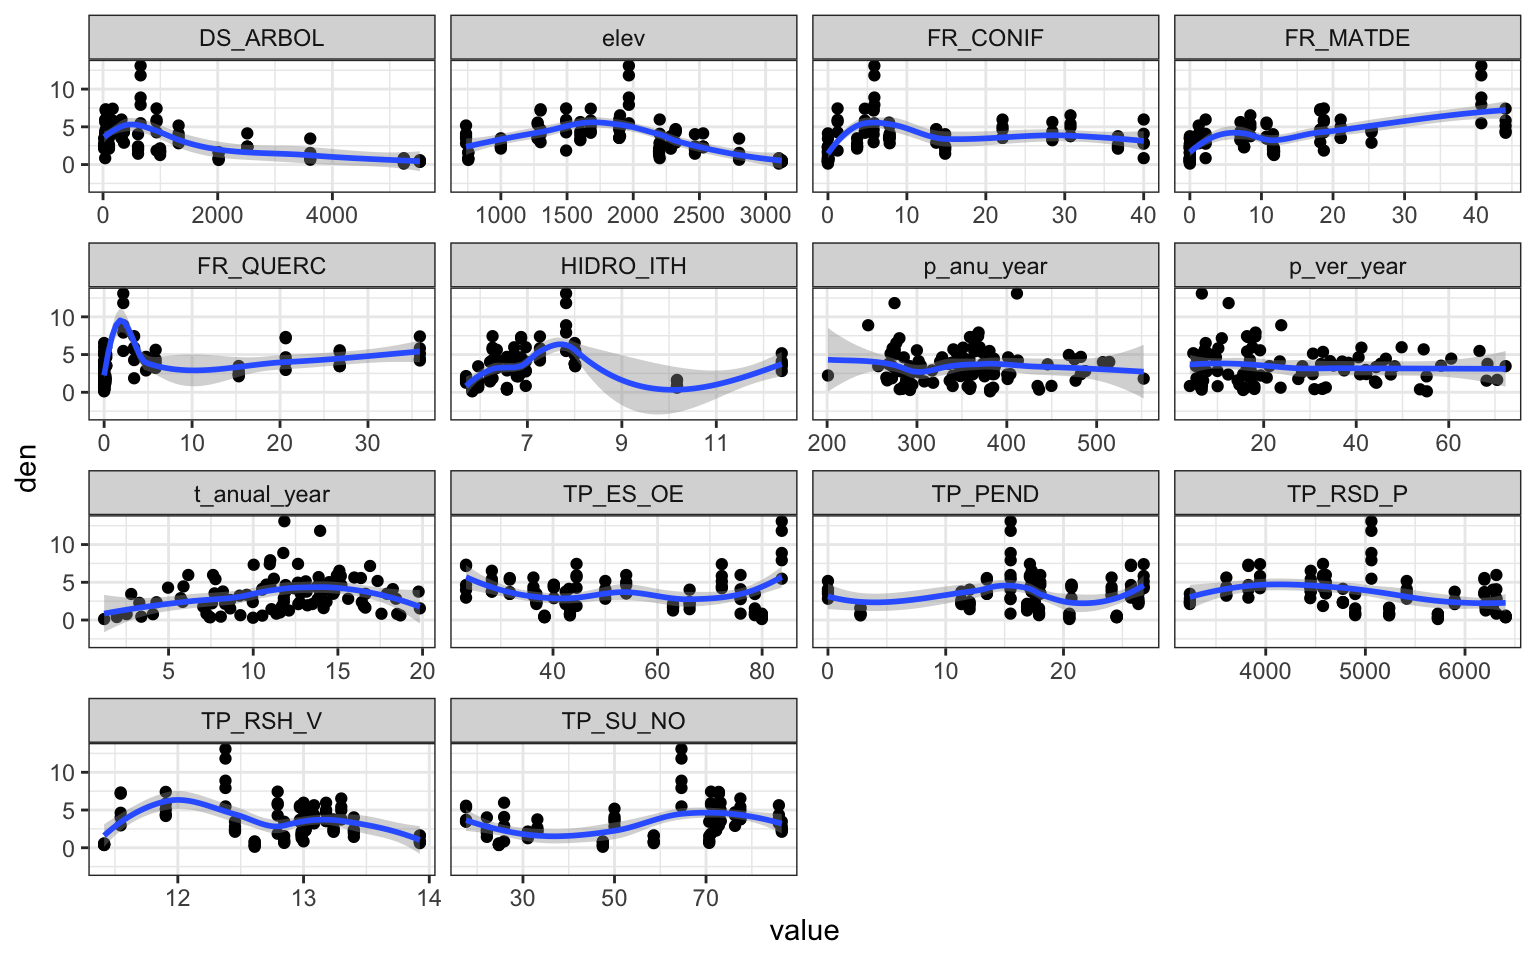 DS_ARBOL elev FR_CONIF FR_MATDE
10
5
0
0 2000 4000 1000 1500 2000 2500 3000 0 10 20 30 40 0 10 20 30 40
FR_QUERC HIDRO_ITH p_anu_year p_ver_year
10
5
0
0 10 20 30 7 9 11 200 300 400 500 20 40 60
den
t_anual_year TP_ES_OE TP_PEND TP_RSD_P
10
5
0
5 10 15 20 40 60 80 0 10 20 4000 5000 6000
TP_RSH_V TP_SU_NO
10
5
0
12 13 14 30 50 70
value